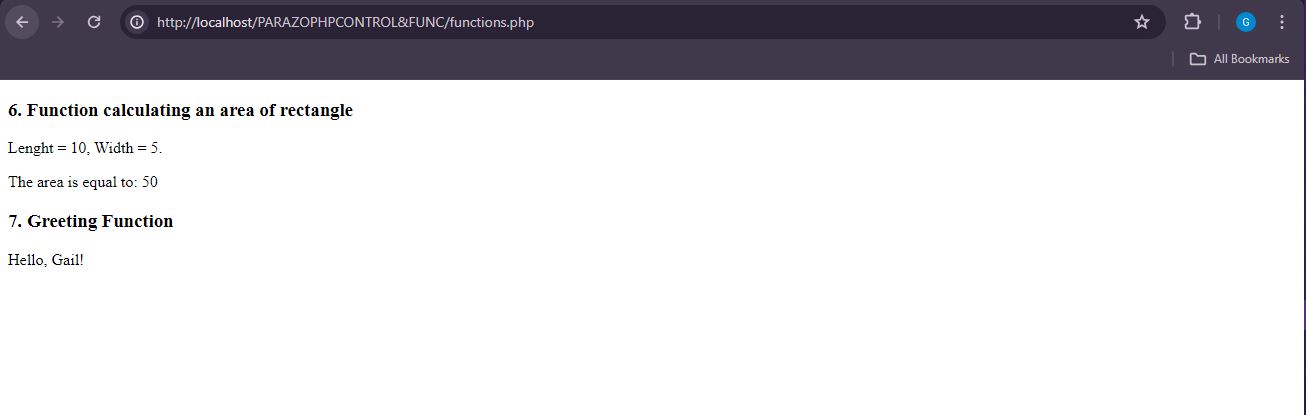 http://localhost/PARAZOPHPCONTROL&FUNC/functions.php
G
All Bookmarks
6. Function calculating an area of rectangle
Lenght = 10, Width = 5.
The area is equal to: 50
7. Greeting Function
Hello, Gail!